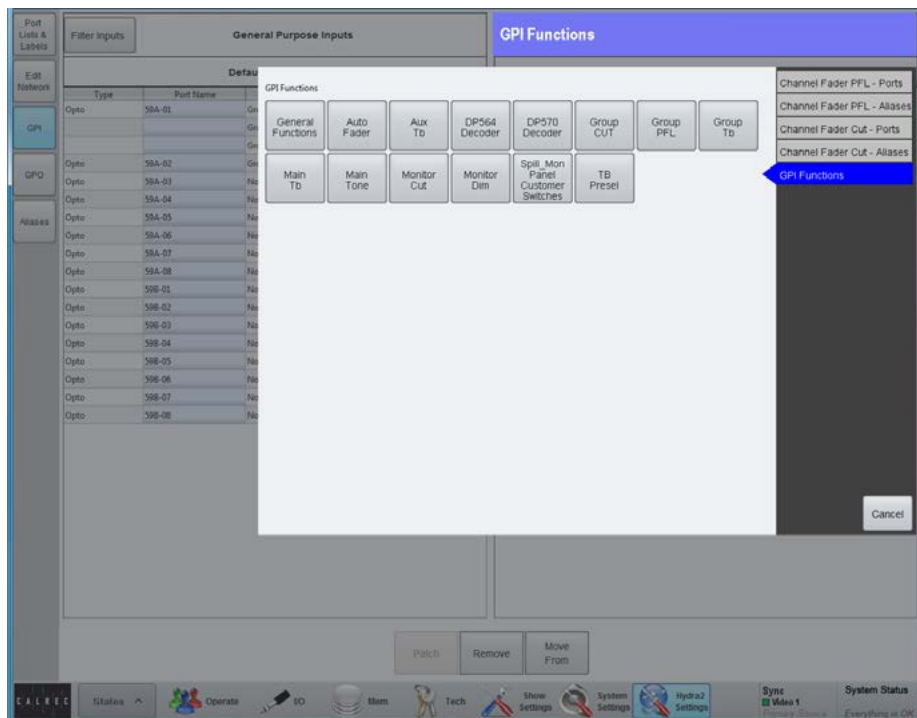 Port
Lists &
Labels
Filter Inputs
General Purpose Inputs
GPI Functions
Edit
Network
GPI
GPO
Aliases
Defau
Type
Port Name
Opto 59A-01
Opto 59A-02
Opto 59A-03
Opto 59A-04
Opto 59A-05
Opto 59A-06
Opto 59A-07
Opto 59A-08
Opto 59B-01
Opto 59B-02
Opto 59B-03
Opto 59B-04
Opto 59B-05
Opto 59B-06
Opto 59B-07
Opto 59B-08
GPI Functions
General
Functions
Auto
Fader
Aux
Tb
DP564
Decoder
DP570
Decoder
Group
CUT
Group
PFL
Group
Tb
Main
Tb
Main
Tone
Monitor
Cut
Monitor
Dim
Spill_Mon
Panel
Customer
Switches
TB
Presel
Channel Fader PFL - Ports
Channel Fader PFL - Aliases
Channel Fader Cut - Ports
Channel Fader Cut - Aliases
GPI Functions
Cancel
Patch
Remove
Move
From
CALREC
States
Operate
I/O
Mem
Tech
Show
Settings
System
Settings
Hydra2
Settings
Sync
Video 1
Primary Source
System Status
Everything is OK